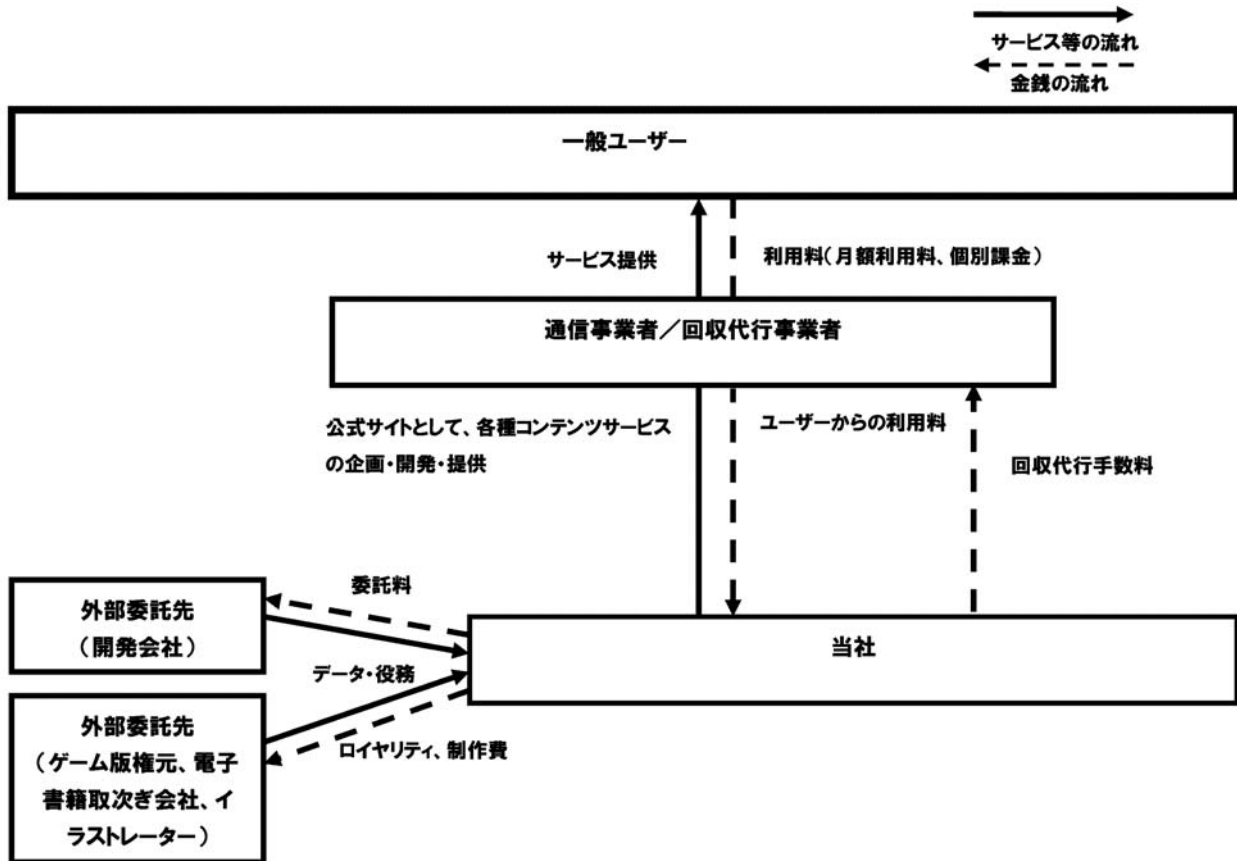 サービス等の流れ
金銭の流れ
一般ユーザー
サービス提供
利用料(月額利用料、個別課金)
通信事業者／回収代行事業者
公式サイトとして、各種コンテンツサービス
の企画・開発・提供
ユーザーからの利用料
回収代行手数料
委託料
外部委託先
(開発会社)
当社
データ・役務
外部委託先
(ゲーム版権元、電子
書籍取次ぎ会社、イ
ラストレーター)
ロイヤリティ、制作費